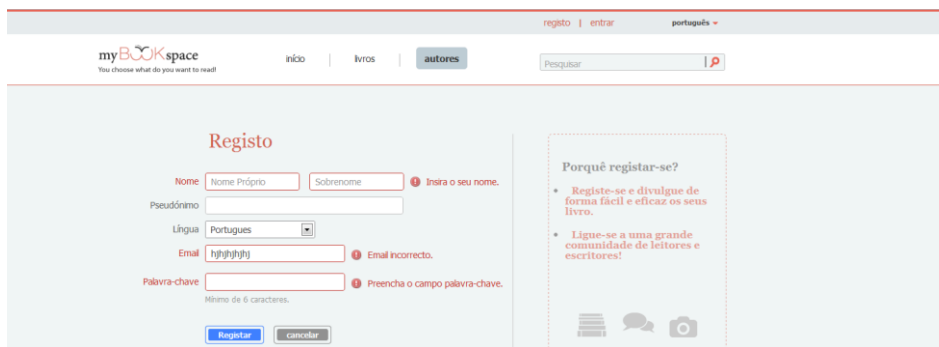 registo | entrar português
myBOOKspace
You choose what do you want to read!
início | livros | autores
Pesquisar
Registo
Nome Nome Próprio Sobrenome Insira o seu nome.
Pseudónimo
Língua Portugues
Email hjhjhjhjhj Email incorrecto.
Palavra-chave Preencha o campo palavra-chave.
Mínimo de 6 caracteres.
Registar cancelar
Porquê registar-se?
• Registe-se e divulgue de
forma fácil e eficaz os seus
livro.
• Ligue-se a uma grande
comunidade de leitores e
escritores!